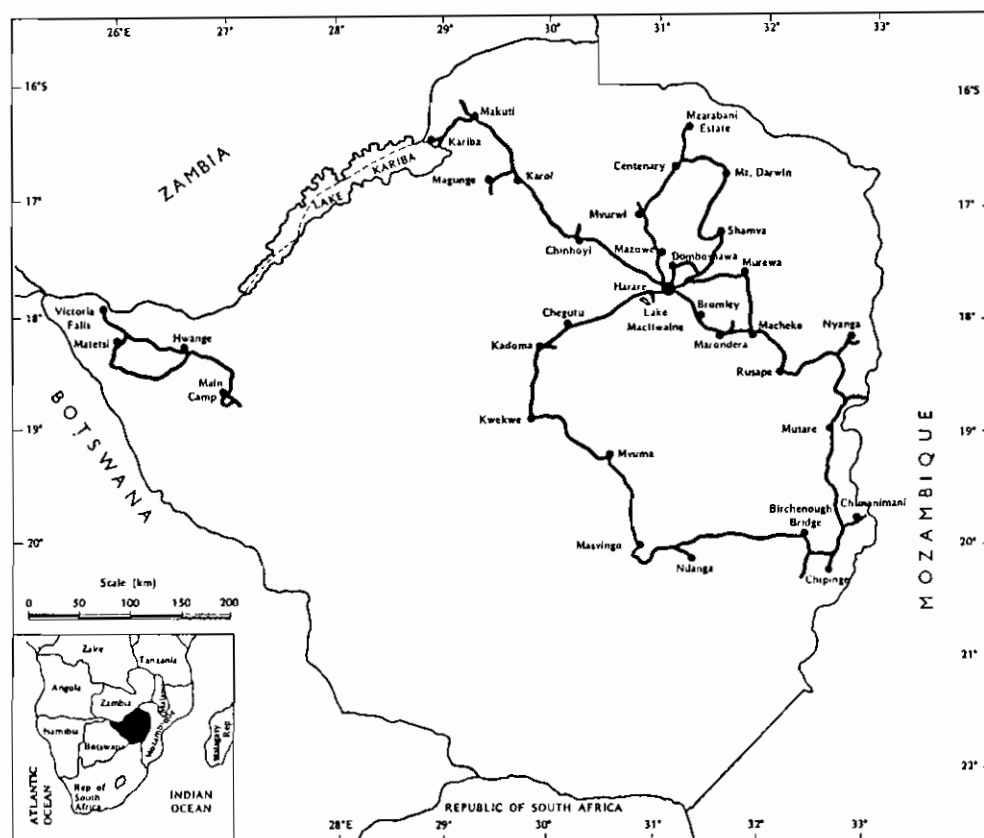 26°E
27
28
29
30
31
32
33
16°S
16°S
ZAMBIA
Makuti
Kariba
LAKE KARIBA
Magunge
Karoi
Mzarabani
Estate
Centenary
Mt. Darwin
Mvurwi
17
17
Shamva
Chinhoyi
Mazowe
Domboshawa
Murewa
Harare
Bromley
Lake
MacIlwaine
Victoria
Falls
18
Chegutu
Macheke
Nyanga
18
Matetsi
Hwange
Kadoma
Marondera
Rusape
Main
Camp
BOTSWANA
19
Kwekwe
Mutare
19
Mvuma
MOZAMBIQUE
Chimanimani
Birchenough
Bridge
20
Masvingo
Ndanga
Chipinge
20
Scale (km)
0 50 100 150 200
21
21
22
22
Zaire
Tanzania
Angola
Zambia
Malawi
Mozambique
Namibia
Botswana
Malagasy
Rep
Rep of
South
Africa
ATLANTIC
OCEAN
INDIAN
OCEAN
REPUBLIC OF SOUTH AFRICA
28°E
29
30
31
32
33